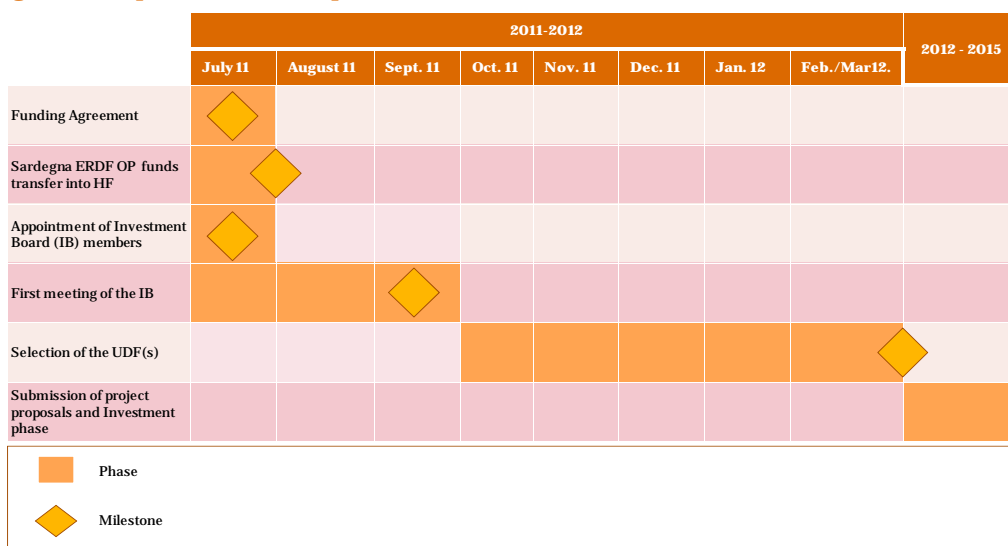 2011-2012
2012 - 2015
July 11
August 11
Sept. 11
Oct. 11
Nov. 11
Dec. 11
Jan. 12
Feb./Mar12.
Funding Agreement
Sardegna ERDF OP funds
transfer into HF
Appointment of Investment
Board (IB) members
First meeting of the IB
Selection of the UDF(s)
Submission of project
proposals and Investment
phase
Phase
Milestone